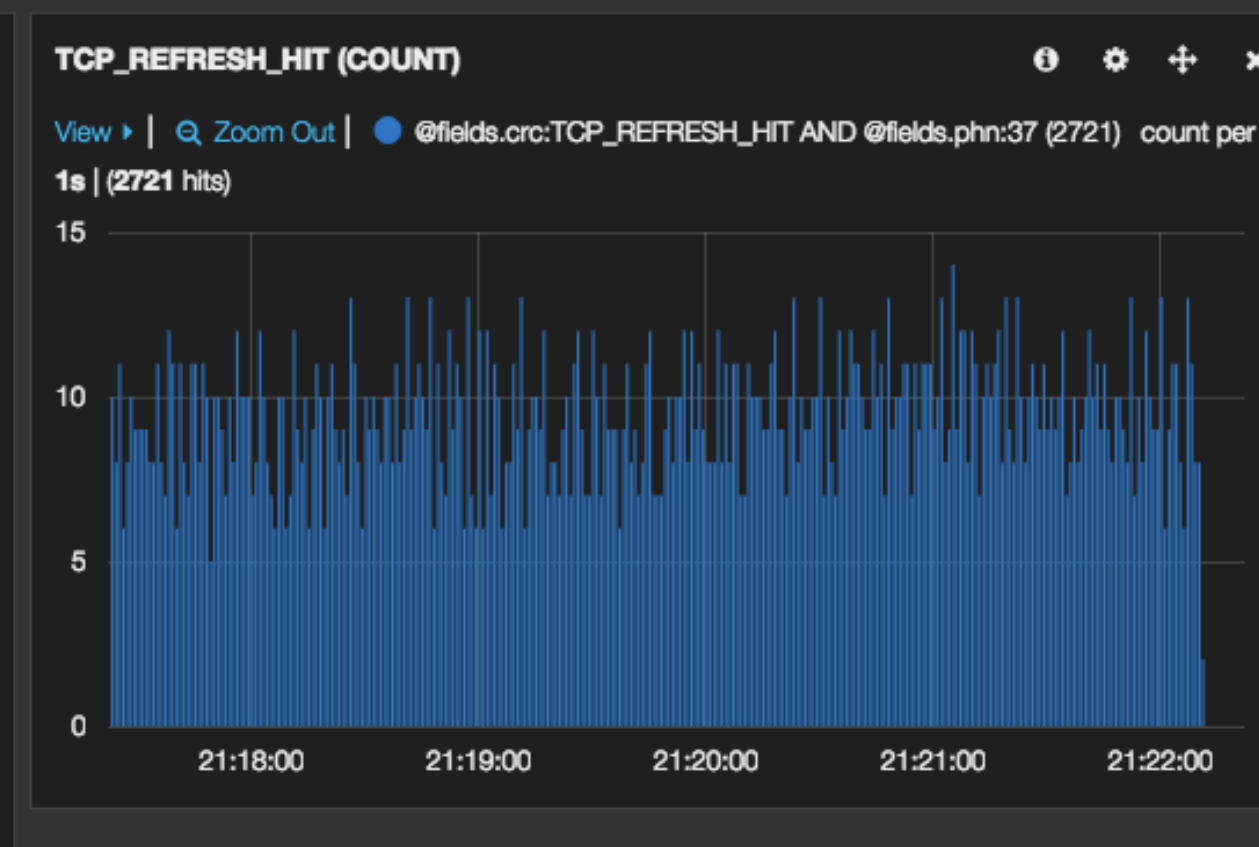 TCP_REFRESH_HIT (COUNT)
View | Zoom Out | @fields.crc:TCP_REFRESH_HIT AND @fields.phn:37 (2721) count per
1s | (2721 hits)
15
10
5
0
21:18:00 21:19:00 21:20:00 21:21:00 21:22:00